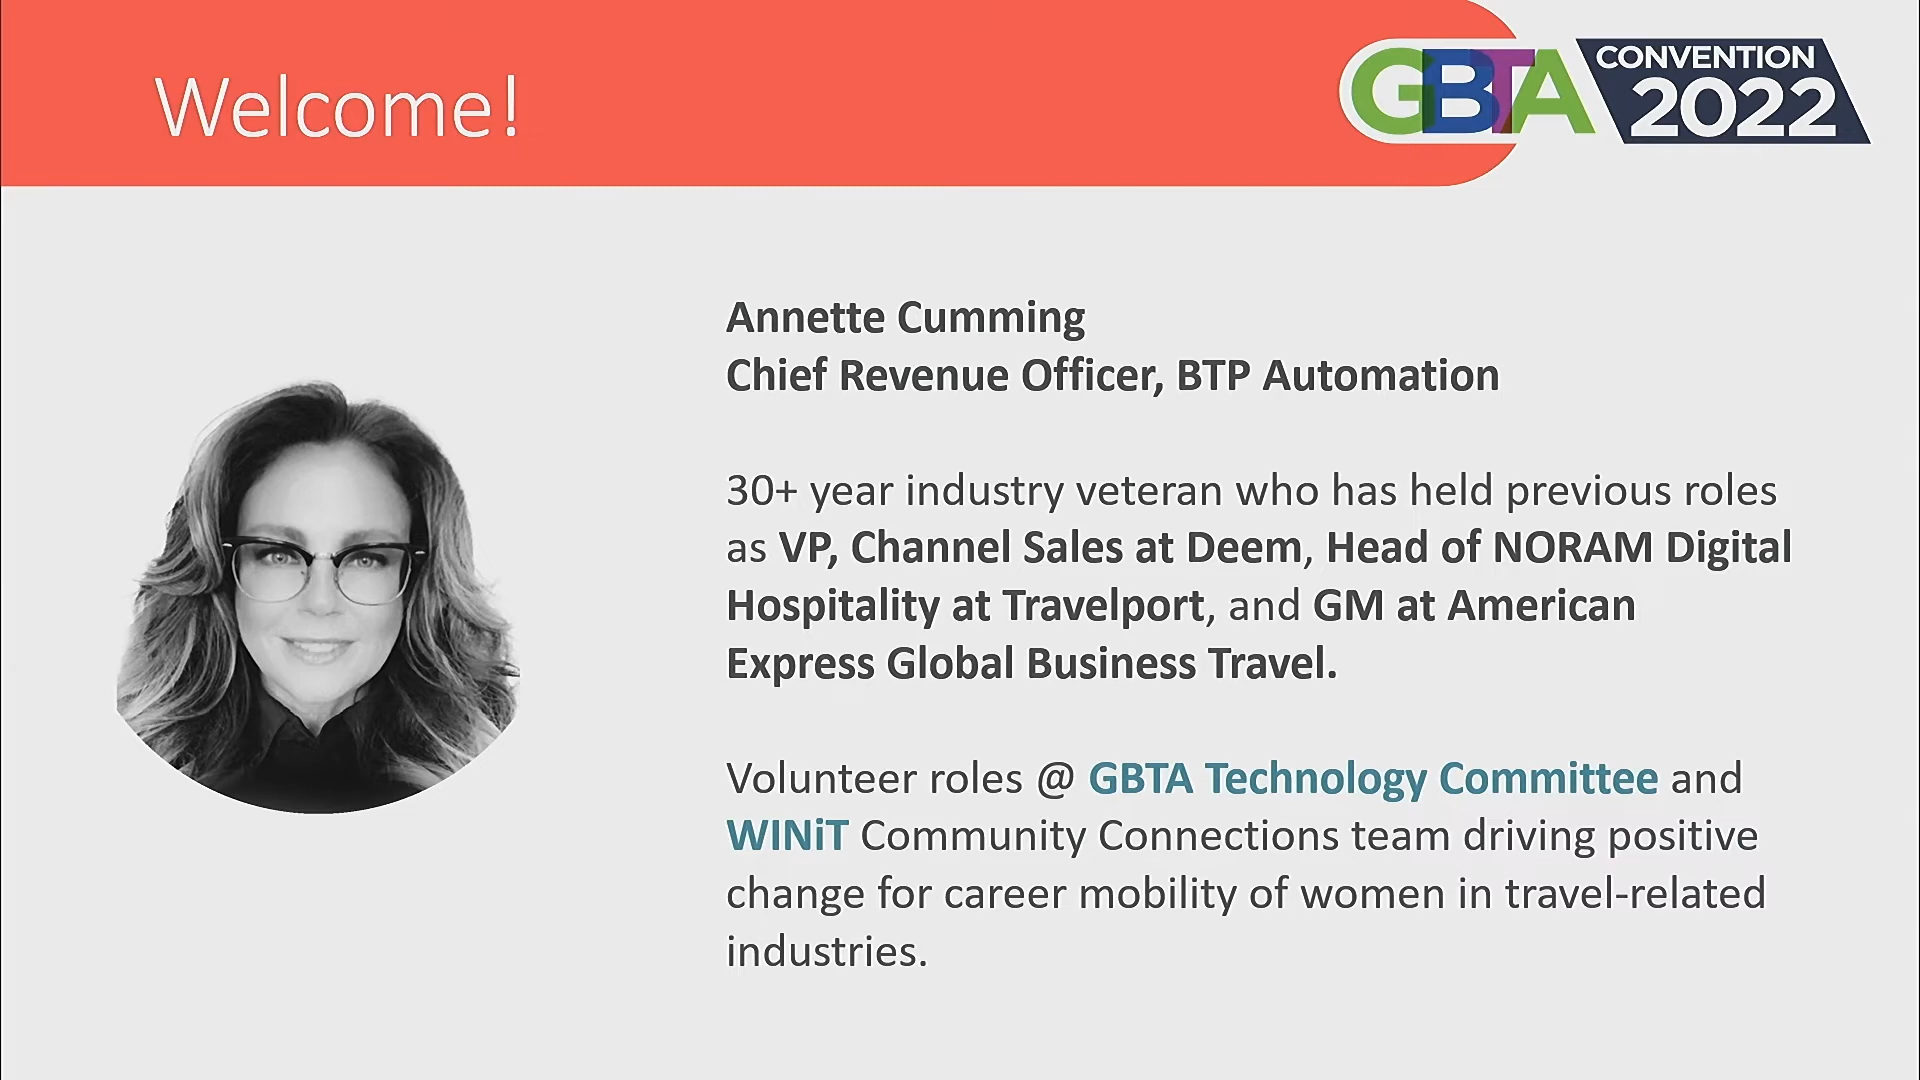 Welcome!
GBTA CONVENTION
2022
Annette Cumming
Chief Revenue Officer, BTP Automation
30+ year industry veteran who has held previous roles
as VP, Channel Sales at Deem, Head of NORAM Digital
Hospitality at Travelport, and GM at American
Express Global Business Travel.
Volunteer roles @ GBTA Technology Committee and
WINiT Community Connections team driving positive
change for career mobility of women in travel-related
industries.